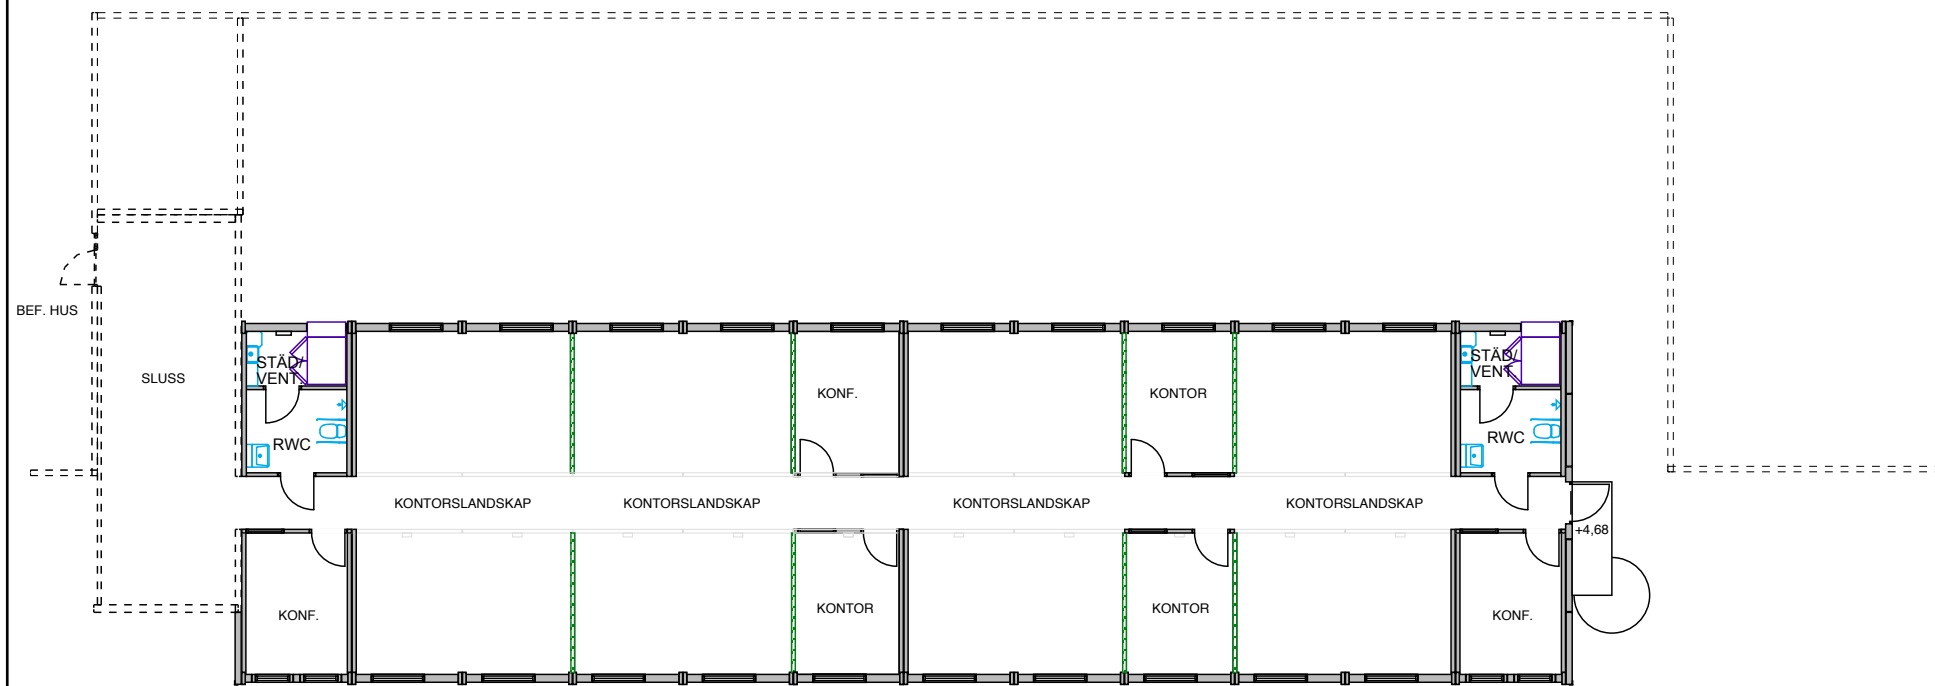 BEF. HUS
SLUSS
STÄD/
VENT.
RWC
KONF.
KONTOR
STÄD/
VENT
RWC
KONTORSLANDSKAP
KONTORSLANDSKAP
KONTORSLANDSKAP
KONTORSLANDSKAP
+4,68
KONF.
KONTOR
KONTOR
KONF.